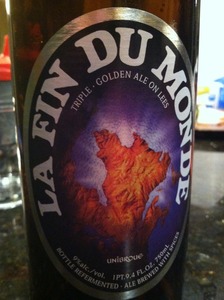 LA FIN DU MONDE
TRIPLE - GOLDEN ALE ON LEES
UNIBROUE
9%alc./vol. 1PT. 9.4 FL. OZ. 750mL
BOTTLE REFERMENTED - ALE BREWED WITH SPICES